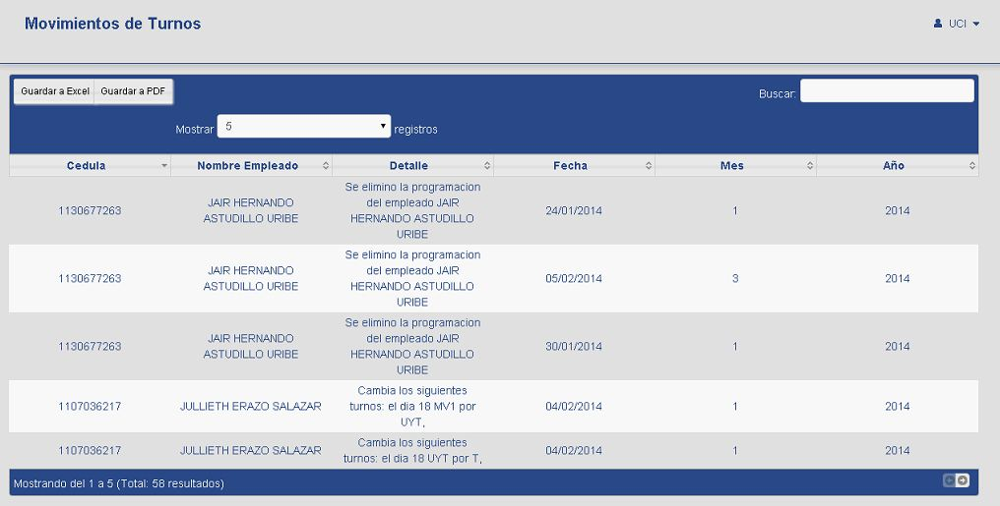 Movimientos de Turnos
UCI
Guardar a Excel Guardar a PDF
Buscar:
Mostrar 5 registros
Cedula Nombre Empleado Detalle Fecha Mes Año
1130677263 JAIR HERNANDO ASTUDILLO URIBE Se elimino la programacion del empleado JAIR HERNANDO ASTUDILLO URIBE 24/01/2014 1 2014
1130677263 JAIR HERNANDO ASTUDILLO URIBE Se elimino la programacion del empleado JAIR HERNANDO ASTUDILLO URIBE 05/02/2014 3 2014
1130677263 JAIR HERNANDO ASTUDILLO URIBE Se elimino la programacion del empleado JAIR HERNANDO ASTUDILLO URIBE 30/01/2014 1 2014
1107036217 JULLIETH ERAZO SALAZAR Cambia los siguientes turnos: el dia 18 MV1 por UYT, 04/02/2014 1 2014
1107036217 JULLIETH ERAZO SALAZAR Cambia los siguientes turnos: el dia 18 UYT por T, 04/02/2014 1 2014
Mostrando del 1 a 5 (Total: 58 resultados)